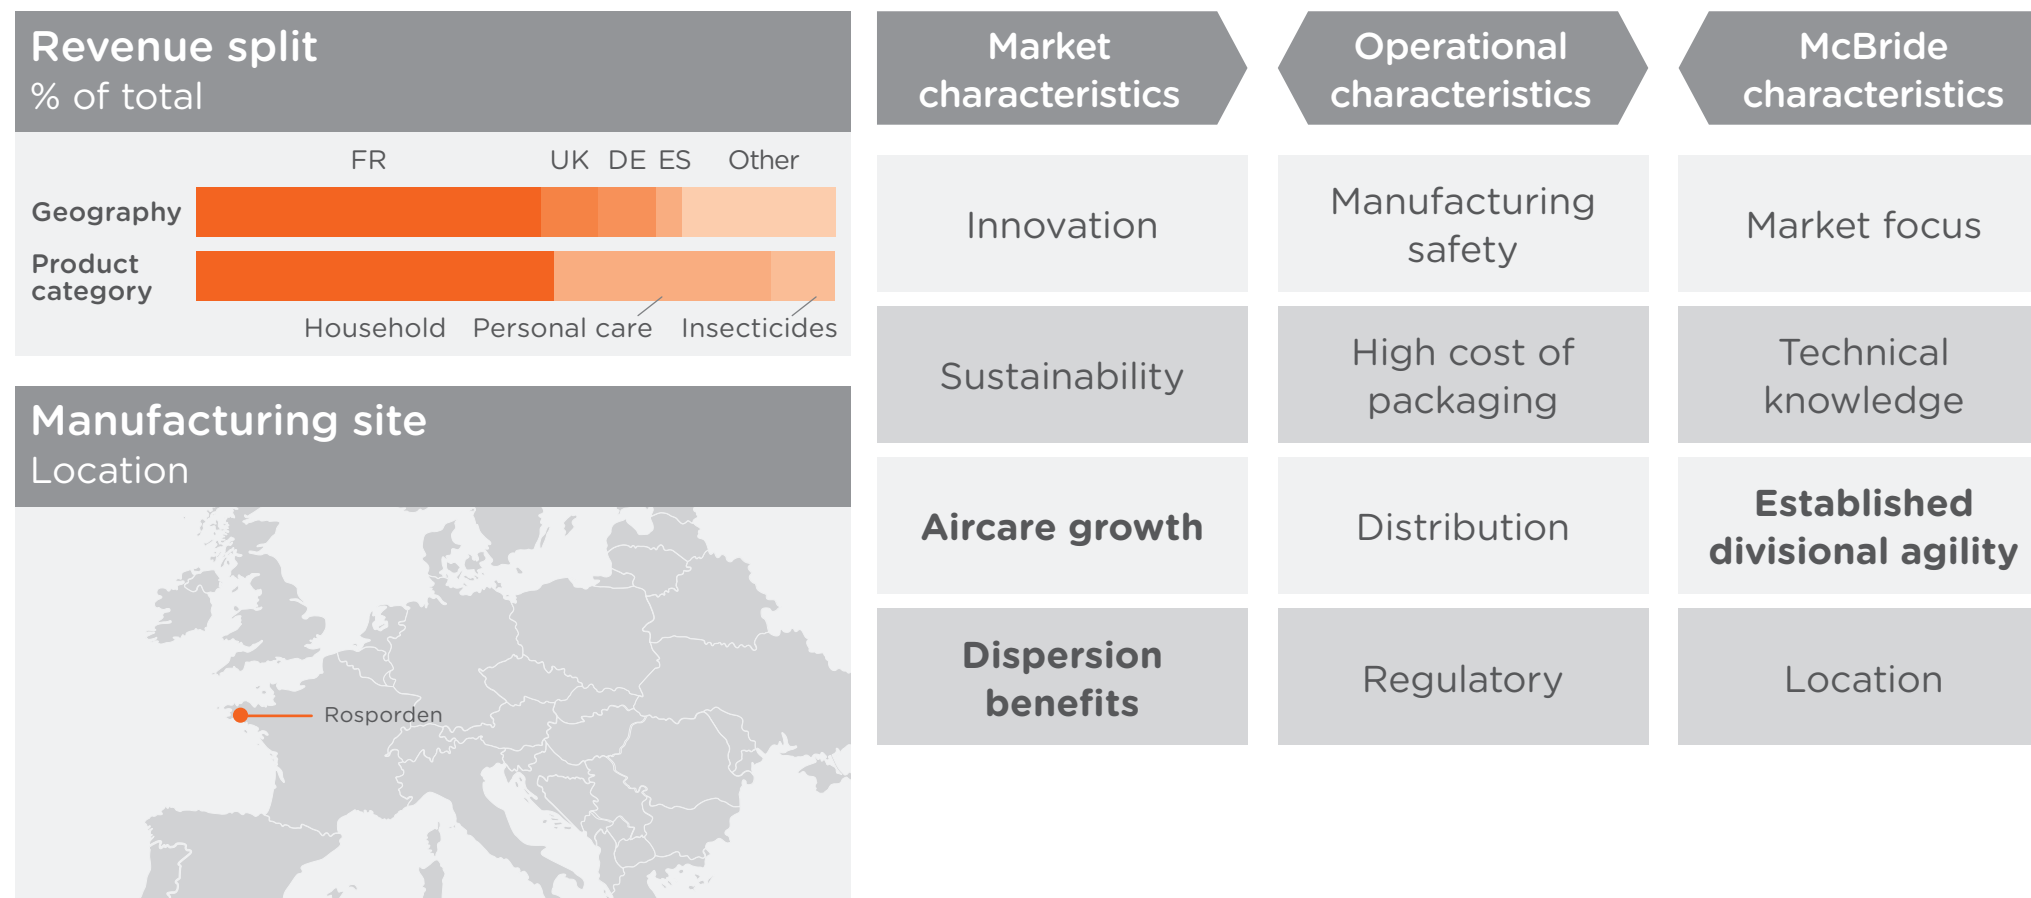 Revenue split
% of total
FR UK DE ES Other
Geography
Product
category
Household Personal care Insecticides
Manufacturing site
Location
Rosporden
Market
characteristics
Innovation
Sustainability
Aircare growth
Dispersion
benefits
Operational
characteristics
Manufacturing
safety
High cost of
packaging
Distribution
Regulatory
McBride
characteristics
Market focus
Technical
knowledge
Established
divisional agility
Location